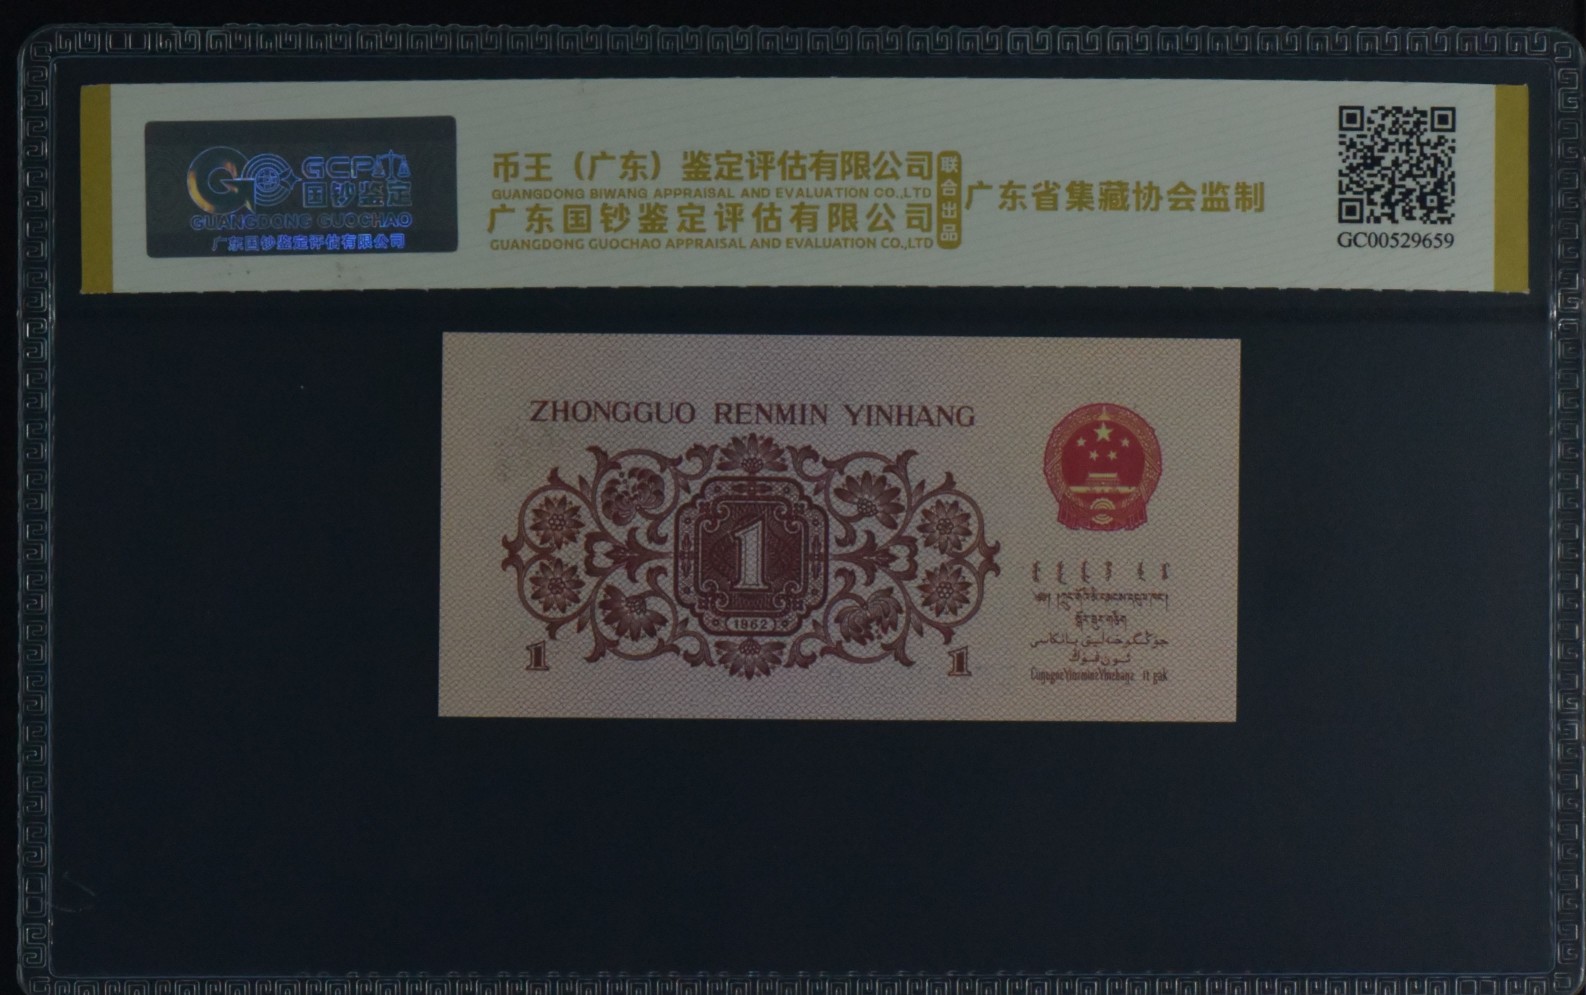 GCP
国钞鉴定
GUANGDONG GUOCHAO
广东国钞鉴定评估有限公司
币王（广东）鉴定评估有限公司
GUANGDONG BIWANG APPRAISAL AND EVALUATION CO.,LTD
广东国钞鉴定评估有限公司
GUANGDONG GUOCHAO APPRAISAL AND EVALUATION CO.,LTD
联合出品
广东省集藏协会监制
GC00529659
ZHONGGUO RENMIN YINHANG
1
1962
1
1